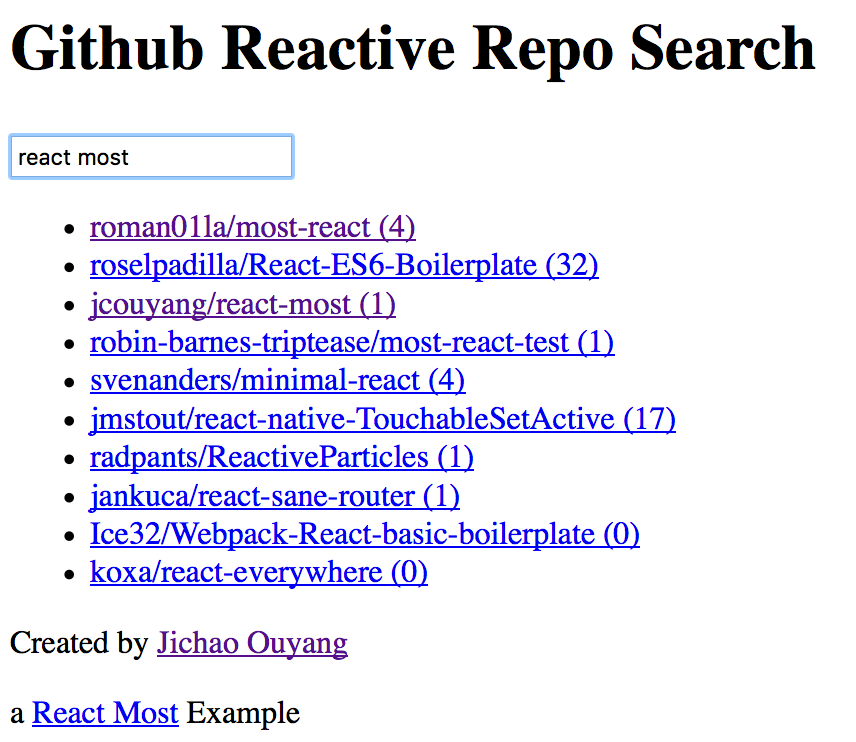 Github Reactive Repo Search
react most
roman01la/most-react (4)
roselpadilla/React-ES6-Boilerplate (32)
jcouyang/react-most (1)
robin-barnes-triptease/most-react-test (1)
svenanders/minimal-react (4)
jmstout/react-native-TouchableSetActive (17)
radpants/ReactiveParticles (1)
jankuca/react-sane-router (1)
Ice32/Webpack-React-basic-boilerplate (0)
koxa/react-everywhere (0)
Created by Jichao Ouyang
a React Most Example